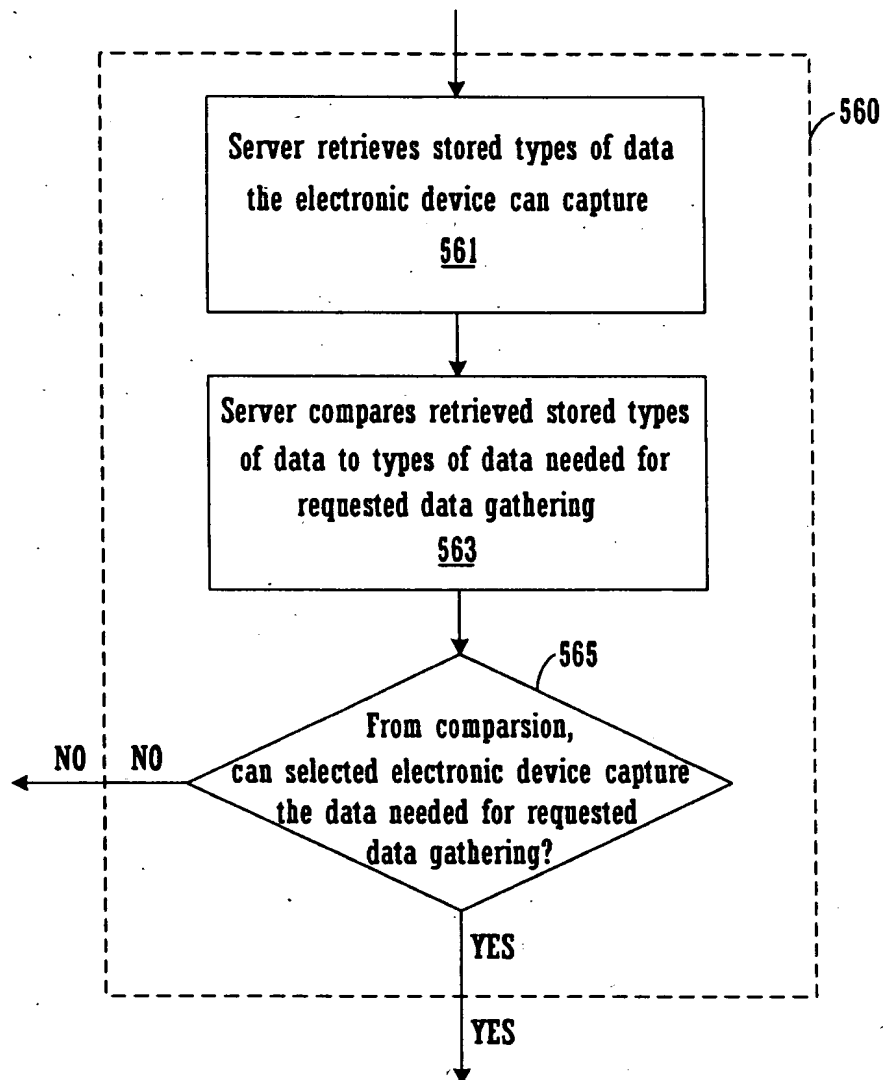 560
Server retrieves stored types of data
the electronic device can capture
561
Server compares retrieved stored types
of data to types of data needed for
requested data gathering
563
565
From comparsion,
can selected electronic device capture
the data needed for requested
data gathering?
NO NO
YES
YES